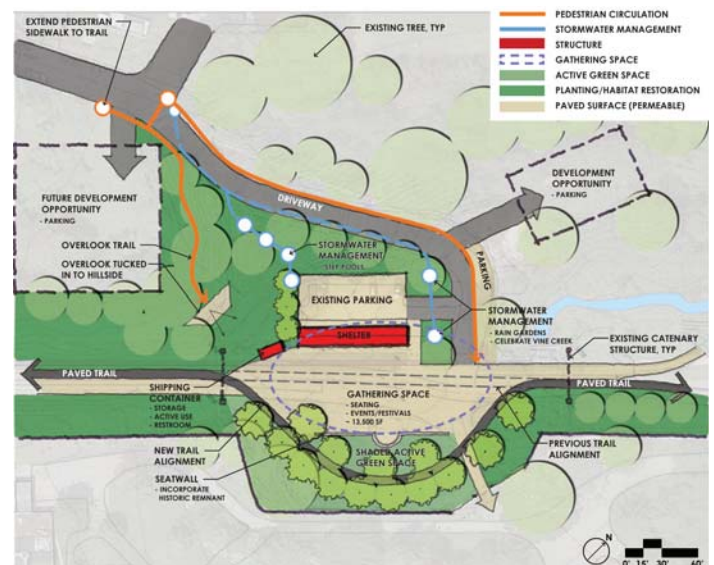 EXTEND PEDESTRIAN
SIDEWALK TO TRAIL
EXISTING TREE, TYP
PEDESTRIAN CIRCULATION
STORMWATER MANAGEMENT
STRUCTURE
GATHERING SPACE
ACTIVE GREEN SPACE
PLANTING/HABITAT RESTORATION
PAVED SURFACE (PERMEABLE)
FUTURE DEVELOPMENT
OPPORTUNITY
- PARKING
DRIVEWAY
DEVELOPMENT
OPPORTUNITY
- PARKING
OVERLOOK TRAIL
OVERLOOK TUCKED
IN TO HILLSIDE
STORMWATER
MANAGEMENT
- STEP POOLS
PARKING
EXISTING PARKING
SHELTER
STORMWATER
MANAGEMENT
- RAIN GARDENS
- CELEBRATE VINE CREEK
EXISTING CATENARY
STRUCTURE, TYP
PAVED TRAIL
PAVED TRAIL
SHIPPING
CONTAINER
- STORAGE
- ACTIVE USE
- RESTROOM
GATHERING SPACE
- SEATING
- EVENTS/FESTIVALS
- 13,500 SF
NEW TRAIL
ALIGNMENT
SHADED ACTIVE
GREEN SPACE
PREVIOUS TRAIL
ALIGNMENT
SEATWALL
- INCORPORATE
HISTORIC REMNANT
N
0' 15' 30' 60'